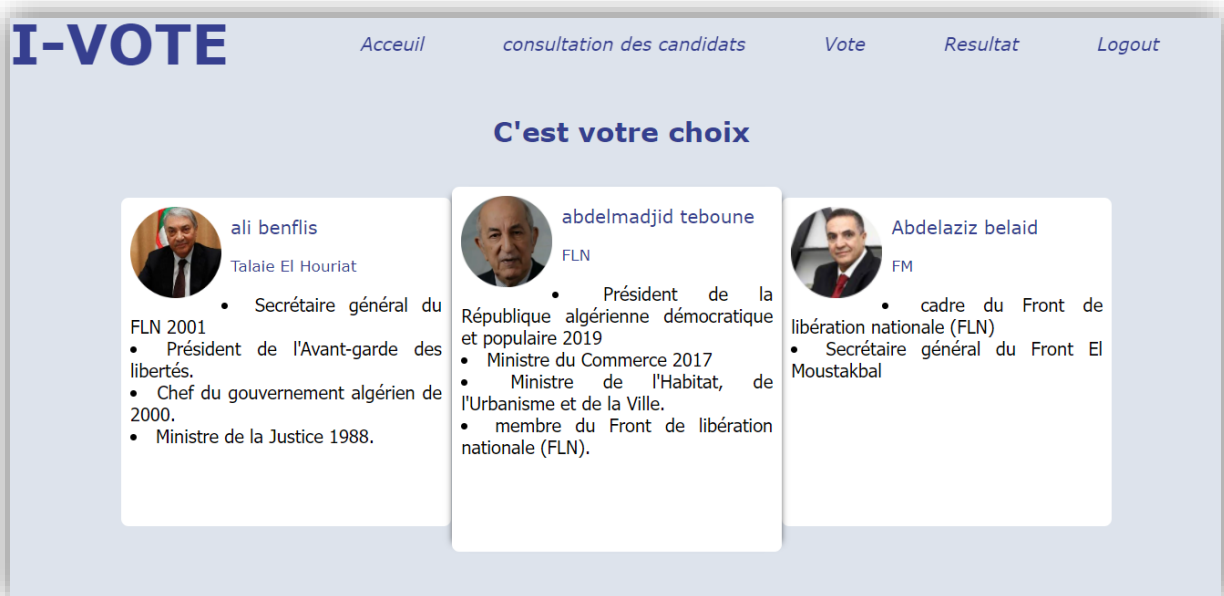 I-VOTE
Acceuil consultation des candidats Vote Resultat Logout
C'est votre choix
ali benflis
Talaie El Houriat
• Secrétaire général du
FLN 2001
• Président de l'Avant-garde des
libertés.
• Chef du gouvernement algérien de
2000.
• Ministre de la Justice 1988.
abdelmadjid teboune
FLN
• Président de la
République algérienne démocratique
et populaire 2019
• Ministre du Commerce 2017
• Ministre de l'Habitat, de
l'Urbanisme et de la Ville.
• membre du Front de libération
nationale (FLN).
Abdelaziz belaid
FM
• cadre du Front de
libération nationale (FLN)
• Secrétaire général du Front El
Moustakbal